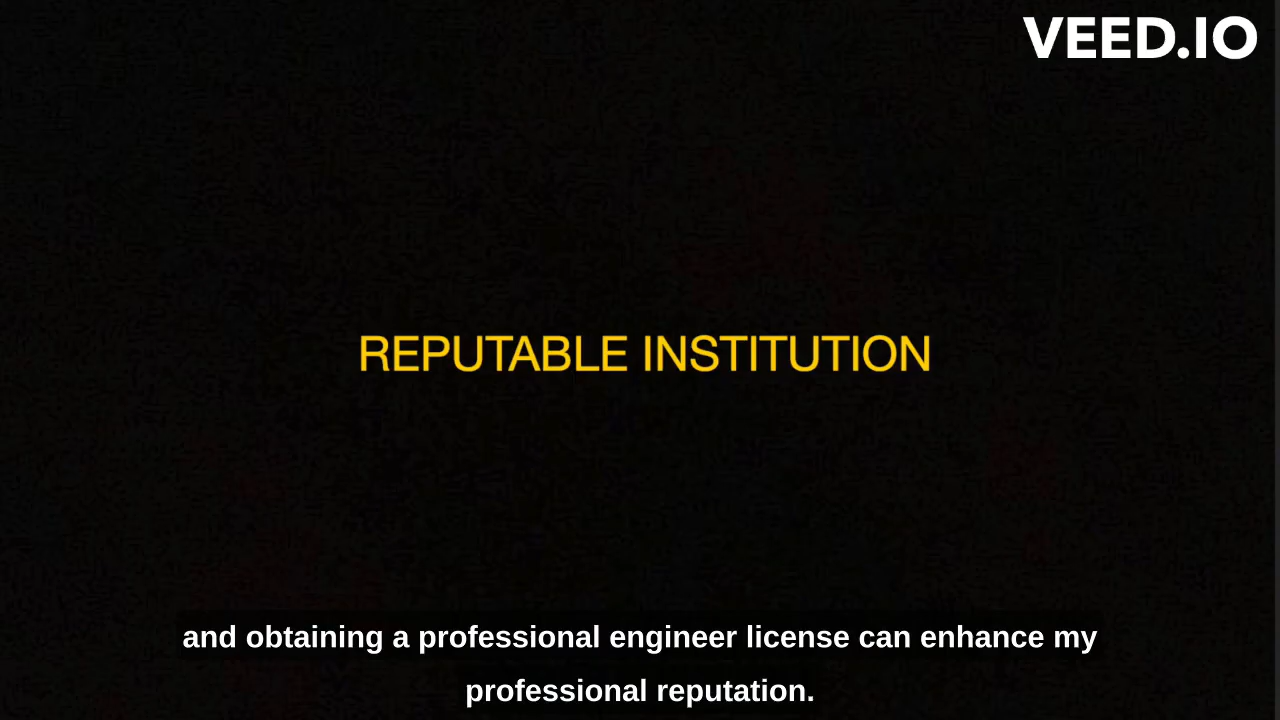 VEED.IO
REPUTABLE INSTITUTION
and obtaining a professional engineer license can enhance my
professional reputation.